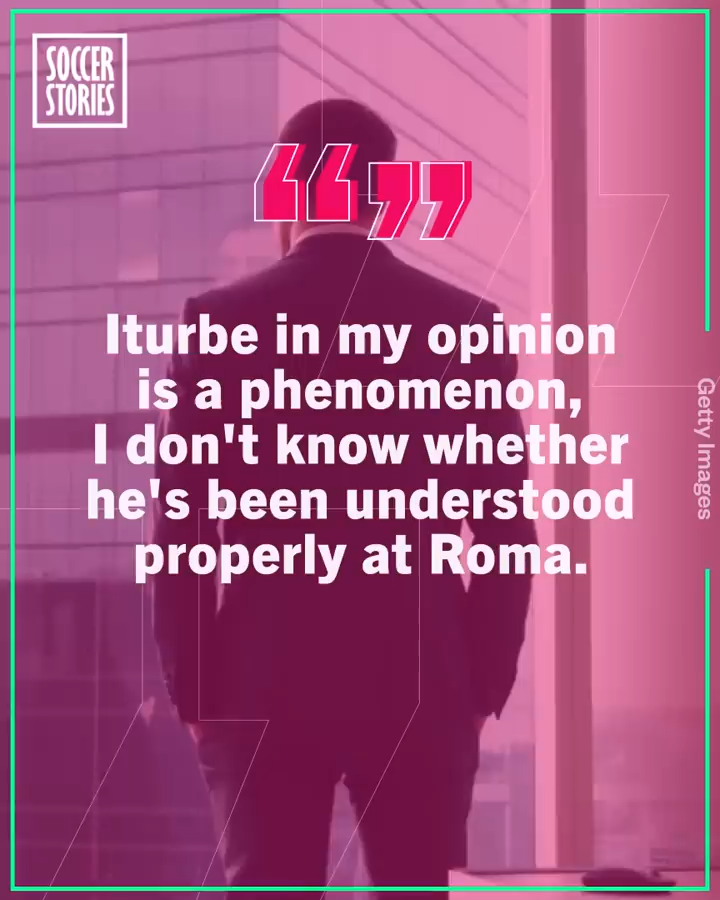 SOCCER
STORIES
“”
Iturbe in my opinion
is a phenomenon,
I don't know whether
he's been understood
properly at Roma.
Getty Images